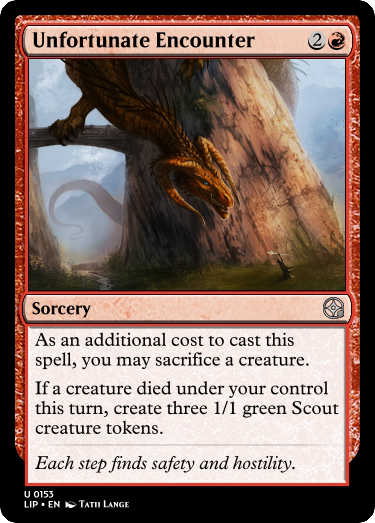 Unfortunate Encounter 2
Sorcery
As an additional cost to cast this
spell, you may sacrifice a creature.
If a creature died under your control
this turn, create three 1/1 green Scout
creature tokens.
Each step finds safety and hostility.
U 0153
LIP • EN Tatii Lange